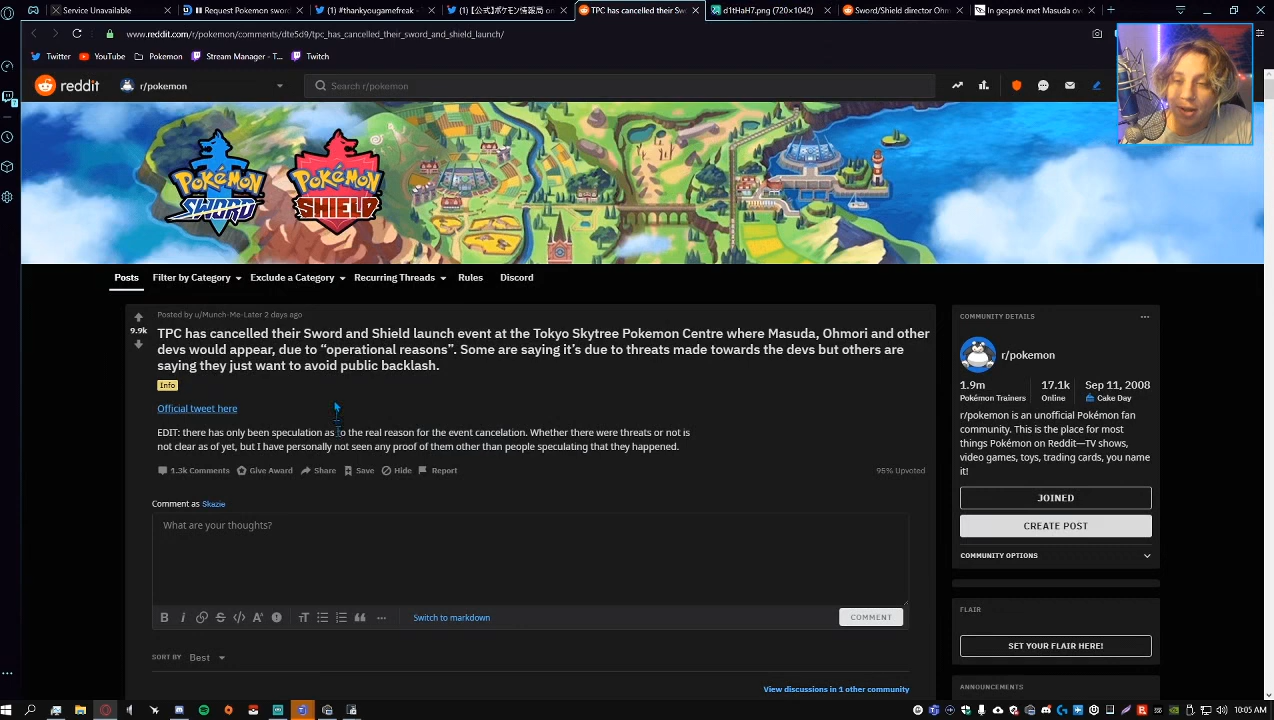 Service Unavailable
Request Pokemon sword
(1) #thankyougamefreak -
(1) 【公式】ポケモン情報局 on
TPC has cancelled their Sw
d1tHaH7.png (720×1042)
Sword/Shield director Ohm
In gesprek met Masuda ov
www.reddit.com/r/pokemon/comments/dte5d9/tpc_has_cancelled_their_sword_and_shield_launch/
Twitter YouTube Pokemon Stream Manager - T... Twitch
reddit r/pokemon Search r/pokemon
POKéMON SWORD
POKéMON SHIELD
Posts Filter by Category Exclude a Category Recurring Threads Rules Discord
Posted by u/Munch-Me-Later 2 days ago
9.9k
TPC has cancelled their Sword and Shield launch event at the Tokyo Skytree Pokemon Centre where Masuda, Ohmori and other
devs would appear, due to “operational reasons”. Some are saying it’s due to threats made towards the devs but others are
saying they just want to avoid public backlash.
Info
Official tweet here
EDIT: there has only been speculation as to the real reason for the event cancelation. Whether there were threats or not is
not clear as of yet, but I have personally not seen any proof of them other than people speculating that they happened.
1.3k Comments Give Award Share Save Hide Report 95% Upvoted
Comment as Skazie
What are your thoughts?
B i Switch to markdown COMMENT
SORT BY Best
View discussions in 1 other community
COMMUNITY DETAILS
r/pokemon
1.9m 17.1k Sep 11, 2008
Pokémon Trainers Online Cake Day
r/pokemon is an unofficial Pokémon fan
community. This is the place for most
things Pokémon on Reddit—TV shows,
video games, toys, trading cards, you name
it!
JOINED
CREATE POST
COMMUNITY OPTIONS
FLAIR
SET YOUR FLAIR HERE!
ANNOUNCEMENTS
10:05 AM